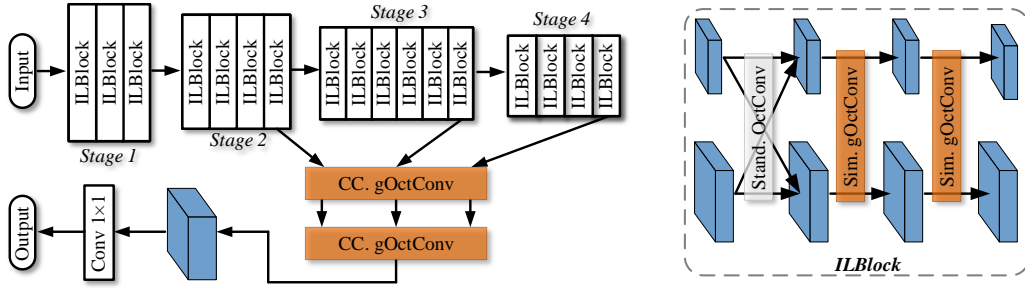 Input
ILBlock
ILBlock
ILBlock
Stage 1
ILBlock
ILBlock
ILBlock
ILBlock
Stage 2
Stage 3
ILBlock
ILBlock
ILBlock
ILBlock
ILBlock
ILBlock
Stage 4
ILBlock
ILBlock
ILBlock
ILBlock
CC. gOctConv
CC. gOctConv
Conv 1×1
Output
Stand. OctConv
Sim. gOctConv
Sim. gOctConv
ILBlock